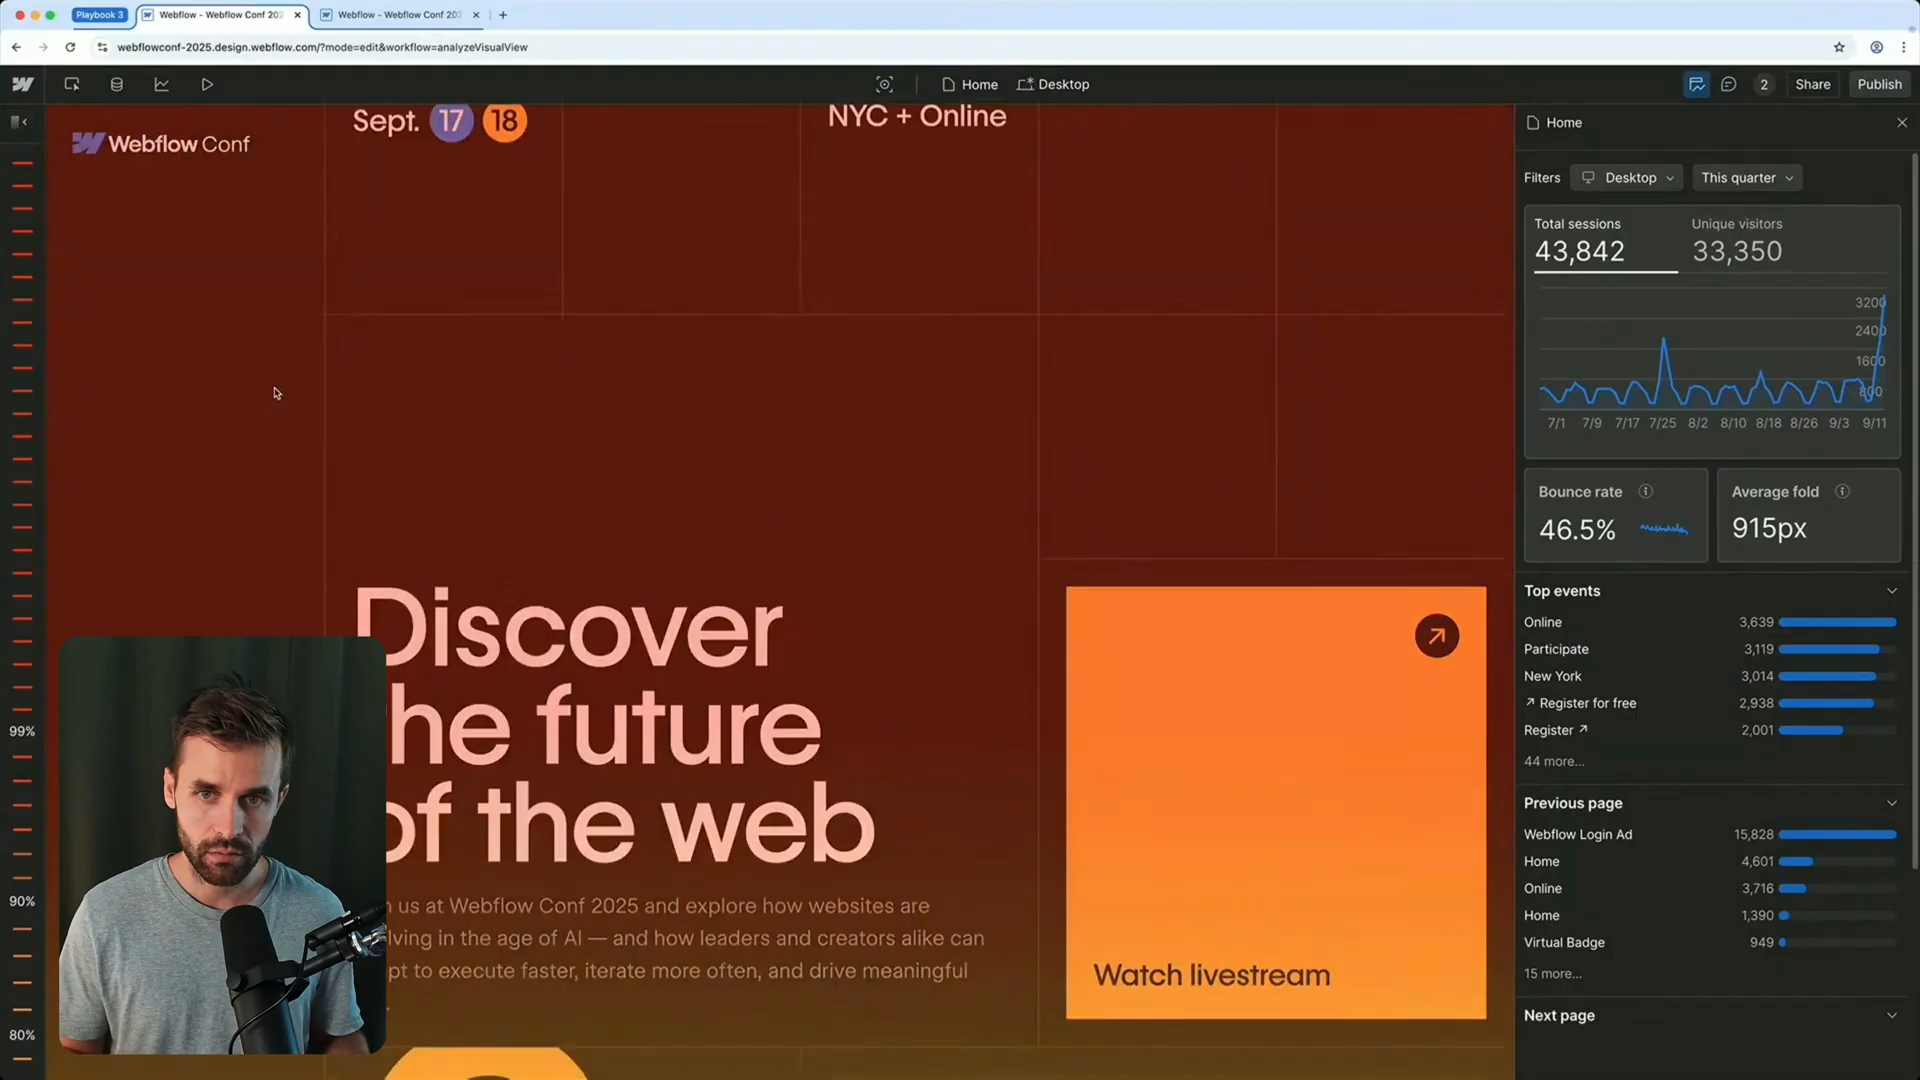 Playbook 3
Webflow - Webflow Conf 202
Webflow - Webflow Conf 202
webflowconf-2025.design.webflow.com/?mode=edit&workflow=analyzeVisualView
Home
Desktop
2
Share
Publish
Webflow Conf
Sept. 17 18
NYC + Online
Discover
he future
of the web
us at Webflow Conf 2025 and explore how websites are
lving in the age of AI — and how leaders and creators alike can
pt to execute faster, iterate more often, and drive meaningful
Watch livestream
99%
90%
80%
Home
Filters
Desktop
This quarter
Total sessions
43,842
Unique visitors
33,350
3200
2400
1600
800
7/1 7/9 7/17 7/25 8/2 8/10 8/18 8/26 9/3 9/11
Bounce rate
46.5%
Average fold
915px
Top events
Online 3,639
Participate 3,119
New York 3,014
↗ Register for free 2,938
Register ↗ 2,001
44 more...
Previous page
Webflow Login Ad 15,828
Home 4,601
Online 3,716
Home 1,390
Virtual Badge 949
15 more...
Next page